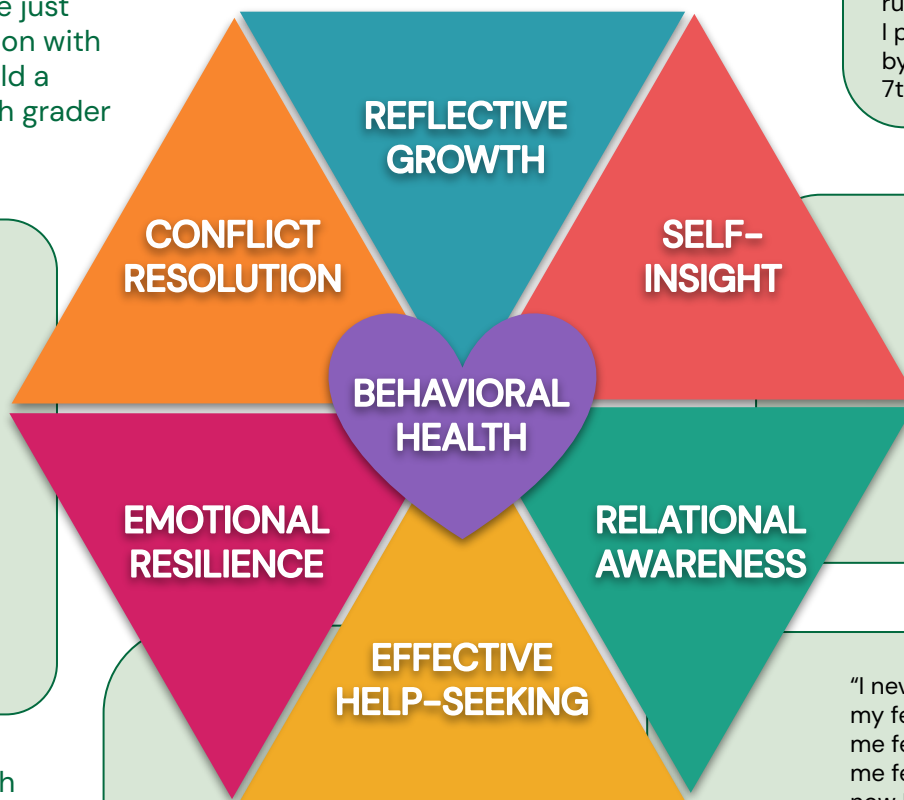 just
on with
ld a
h grader
I p
by
7t
REFLECTIVE
GROWTH
CONFLICT
RESOLUTION
SELF-
INSIGHT
BEHAVIORAL
HEALTH
EMOTIONAL
RESILIENCE
RELATIONAL
AWARENESS
EFFECTIVE
HELP-SEEKING
“I nev
my fe
me fe
me fe
h